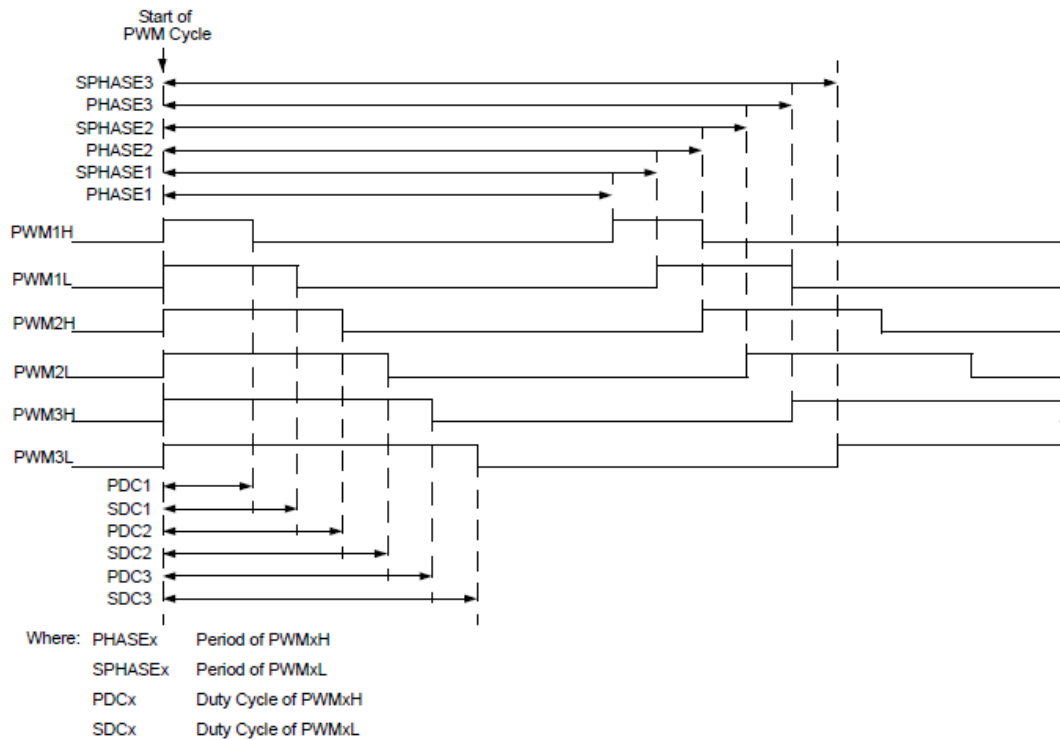 Start of
PWM Cycle
SPHASE3
PHASE3
SPHASE2
PHASE2
SPHASE1
PHASE1
PWM1H
PWM1L
PWM2H
PWM2L
PWM3H
PWM3L
PDC1
SDC1
PDC2
SDC2
PDC3
SDC3
Where: PHASEx Period of PWMxH
SPHASEx Period of PWMxL
PDCx Duty Cycle of PWMxH
SDCx Duty Cycle of PWMxL